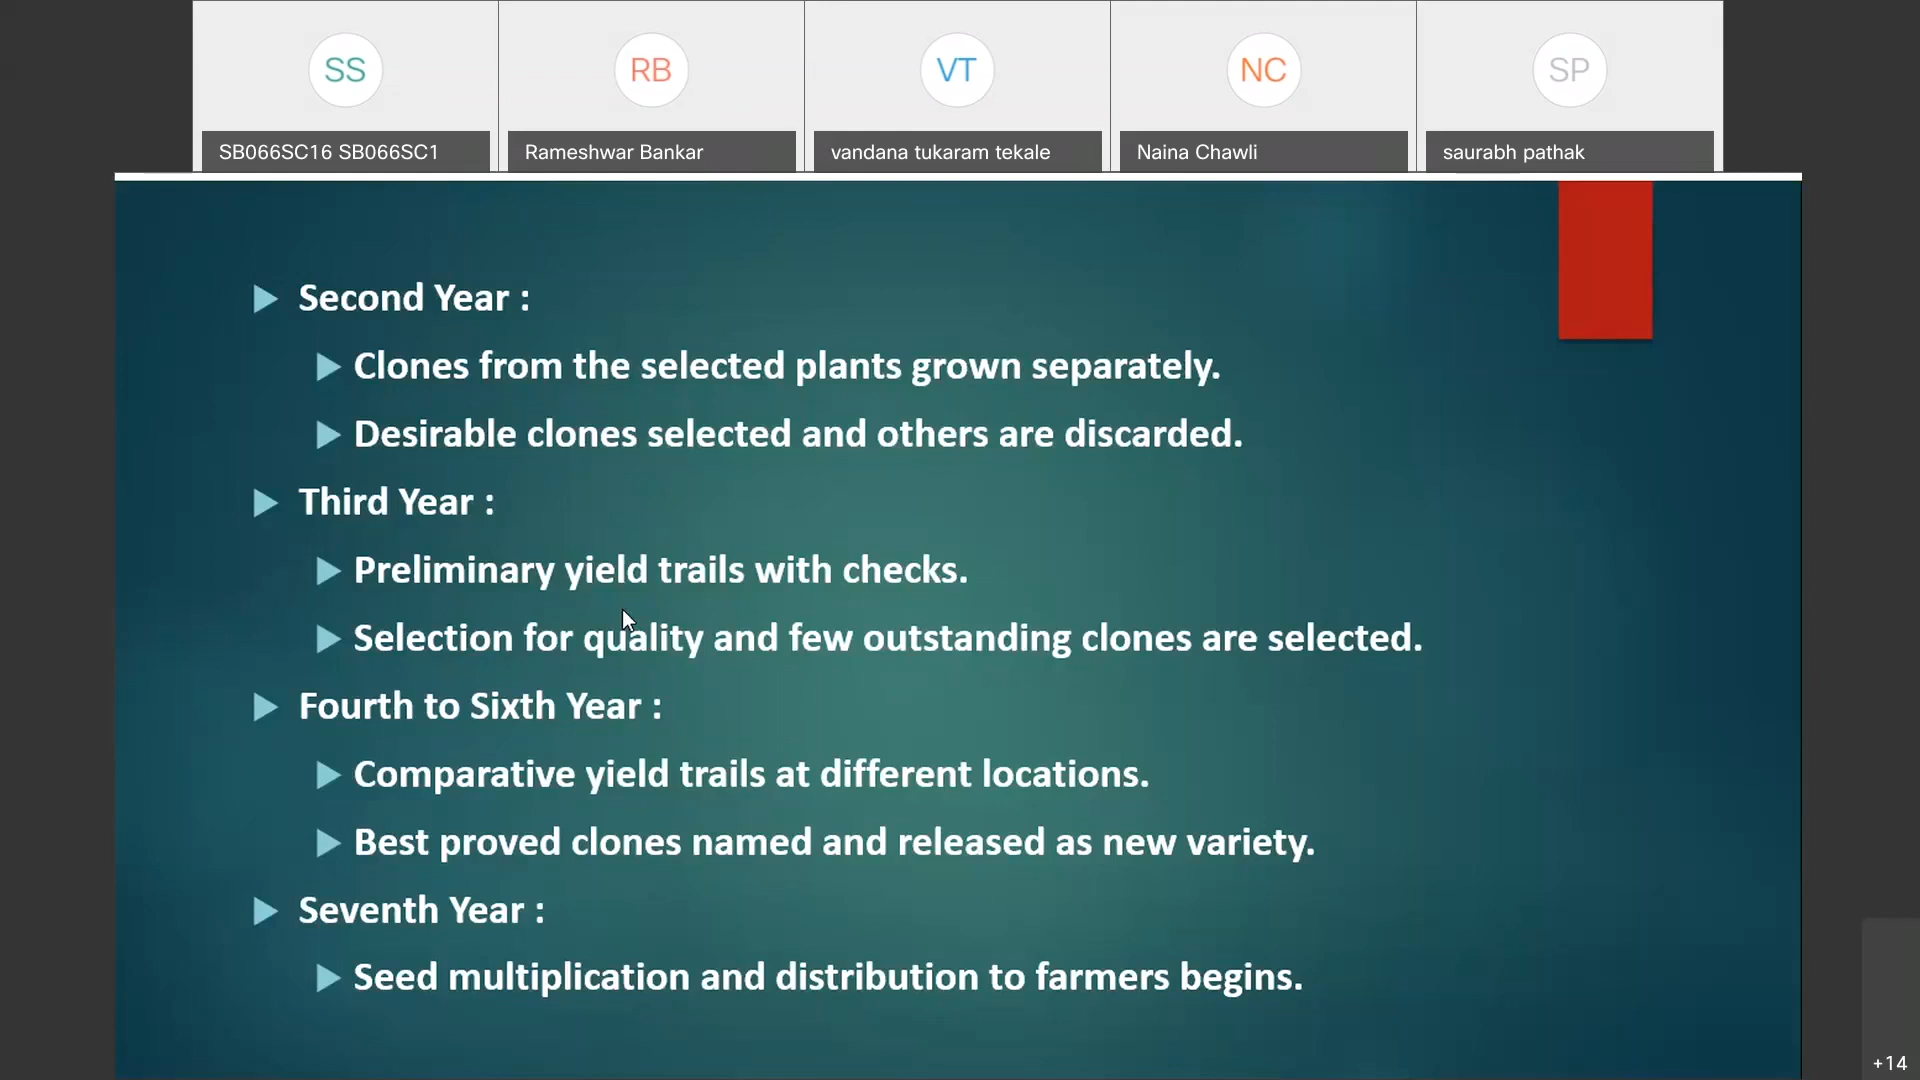 SS
RB
VT
NC
SP
SB066SC16 SB066SC1
Rameshwar Bankar
vandana tukaram tekale
Naina Chawli
saurabh pathak
Second Year :
Clones from the selected plants grown separately.
Desirable clones selected and others are discarded.
Third Year :
Preliminary yield trails with checks.
Selection for quality and few outstanding clones are selected.
Fourth to Sixth Year :
Comparative yield trails at different locations.
Best proved clones named and released as new variety.
Seventh Year :
Seed multiplication and distribution to farmers begins.
+14